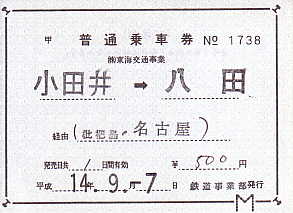 甲 普通乗車券 № 1738
㈱東海交通事業
小田井 → 八田
経由(枇杷島・名古屋)
発売日共 1 日間有効 ¥ 500 円
平成 14.9.-7 日 鉄道事業部発行
M